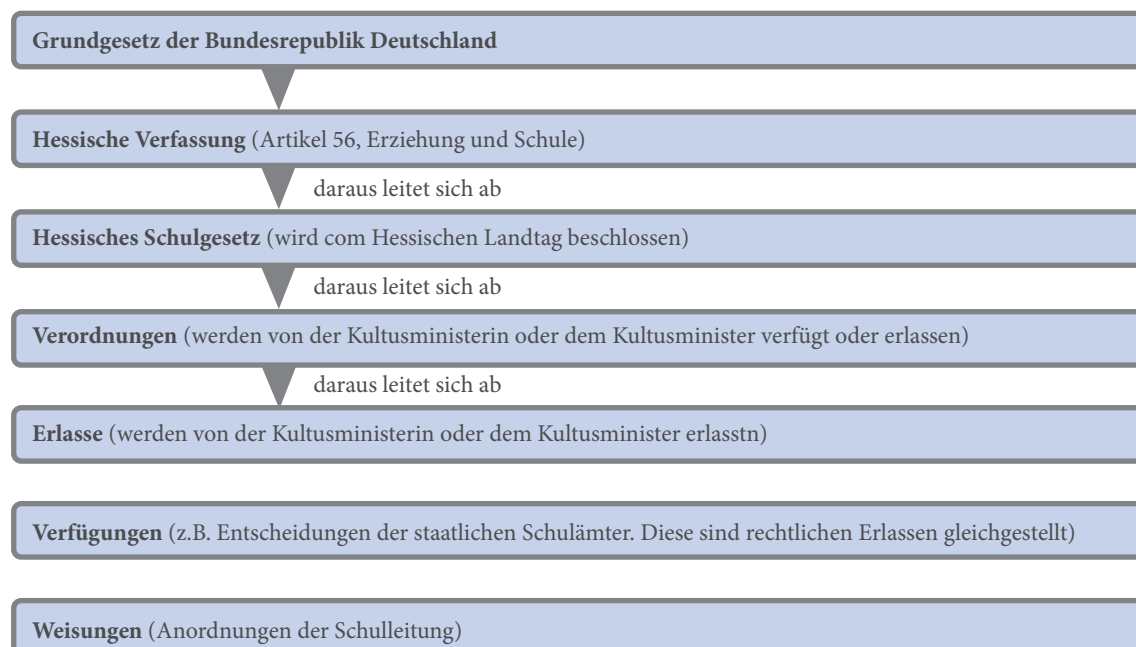 Grundgesetz der Bundesrepublik Deutschland
Hessische Verfassung (Artikel 56, Erziehung und Schule)
daraus leitet sich ab
Hessisches Schulgesetz (wird com Hessischen Landtag beschlossen)
daraus leitet sich ab
Verordnungen (werden von der Kultusministerin oder dem Kultusminister verfügt oder erlassen)
daraus leitet sich ab
Erlasse (werden von der Kultusministerin oder dem Kultusminister erlasstn)
Verfügungen (z.B. Entscheidungen der staatlichen Schulämter. Diese sind rechtlichen Erlassen gleichgestellt)
Weisungen (Anordnungen der Schulleitung)